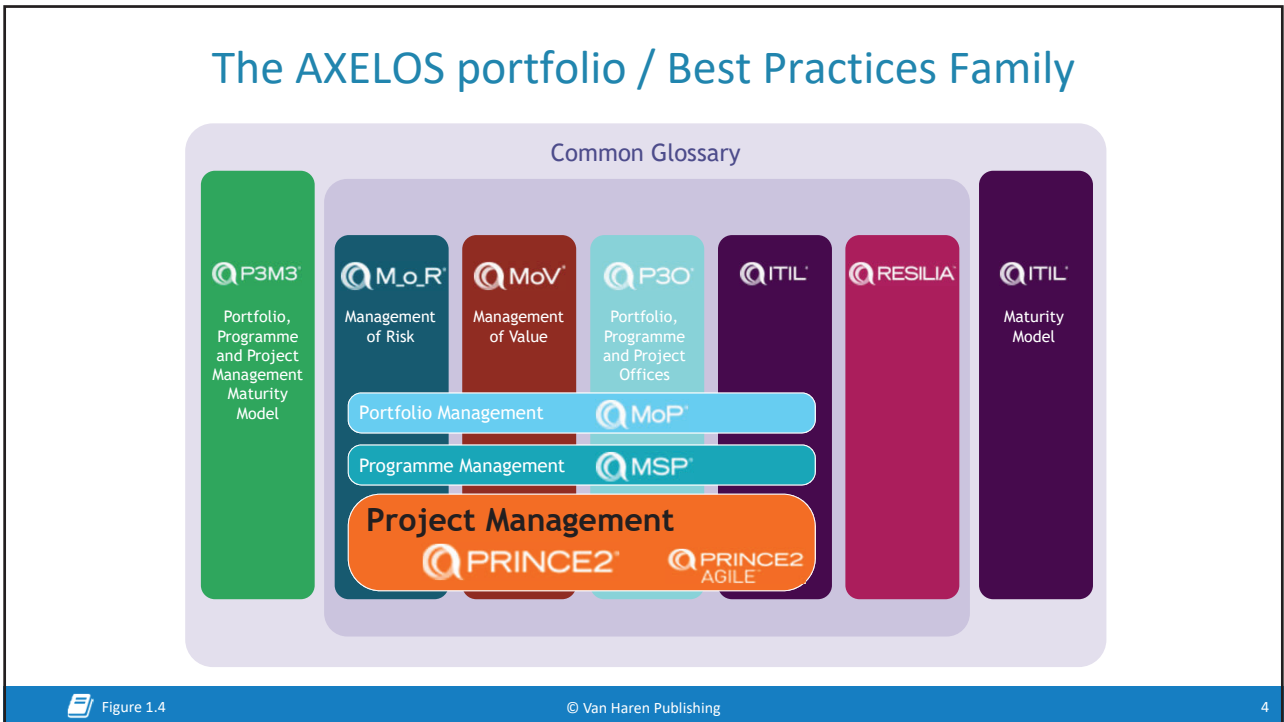 The AXELOS portfolio / Best Practices Family
Common Glossary
P3M3®
Portfolio,
Programme
and Project
Management
Maturity
Model
M_o_R®
Management
of Risk
MoV®
Management
of Value
P3O®
Portfolio,
Programme
and Project
Offices
ITIL®
RESILIA™
ITIL®
Maturity
Model
Portfolio Management MoP®
Programme Management MSP®
Project Management
PRINCE2®
PRINCE2
AGILE™
Figure 1.4
© Van Haren Publishing
4